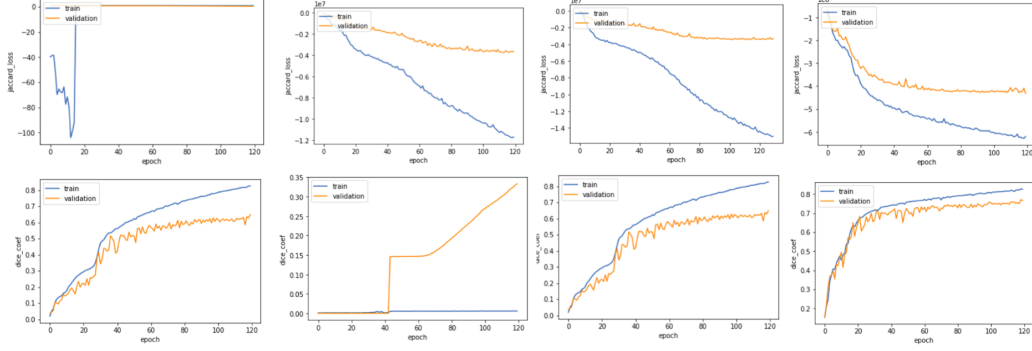 0
−20
−40
−60
−80
−100
jaccard_loss
train
validation
0 20 40 60 80 100 120
epoch
1e7
0.0
−0.2
−0.4
−0.6
−0.8
−1.0
−1.2
jaccard_loss
train
validation
0 20 40 60 80 100 120
epoch
1e7
0.0
−0.2
−0.4
−0.6
−0.8
−1.0
−1.2
−1.4
jaccard_loss
train
validation
0 20 40 60 80 100 120
epoch
−1
−2
−3
−4
−5
−6
jaccard_loss
train
validation
0 20 40 60 80 100 120
epoch
0.8
0.7
0.6
0.5
0.4
0.3
0.2
0.1
0.0
dice_coef
train
validation
0 20 40 60 80 100 120
epoch
0.35
0.30
0.25
0.20
0.15
0.10
0.05
0.00
dice_coef
train
validation
0 20 40 60 80 100 120
epoch
0.8
0.7
0.6
0.5
0.4
0.3
0.2
0.1
0.0
dice_coef
train
validation
0 20 40 60 80 100 120
epoch
0.8
0.7
0.6
0.5
0.4
0.3
0.2
dice_coef
train
validation
0 20 40 60 80 100 120
epoch